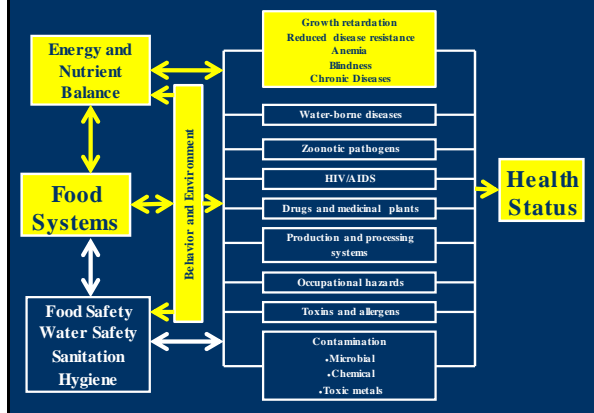 Energy and
Nutrient
Balance
Food
Systems
Food Safety
Water Safety
Sanitation
Hygiene
Behavior and Environment
Growth retardation
Reduced disease resistance
Anemia
Blindness
Chronic Diseases
Water-borne diseases
Zoonotic pathogens
HIV/AIDS
Drugs and medicinal plants
Production and processing
systems
Occupational hazards
Toxins and allergens
Contamination
•Microbial
•Chemical
•Toxic metals
Health
Status